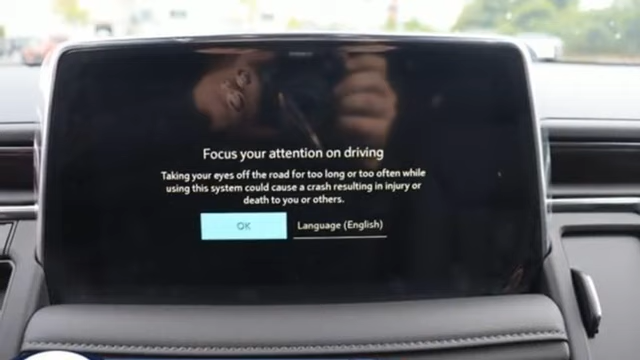 Focus your attention on driving
Taking your eyes off the road for too long or too often while
using this system could cause a crash resulting in injury or
death to you or others.
OK
Language (English)